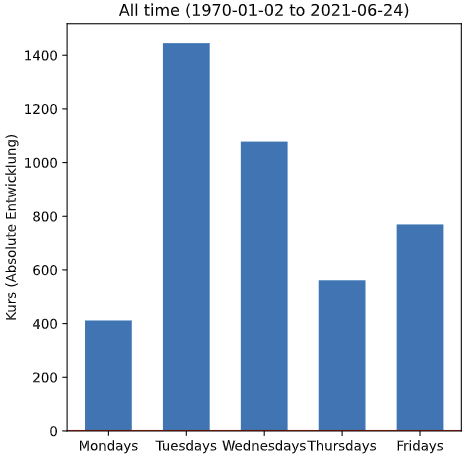 All time (1970-01-02 to 2021-06-24)
Kurs (Absolute Entwicklung)
1400
1200
1000
800
600
400
200
0
Mondays Tuesdays Wednesdays Thursdays Fridays